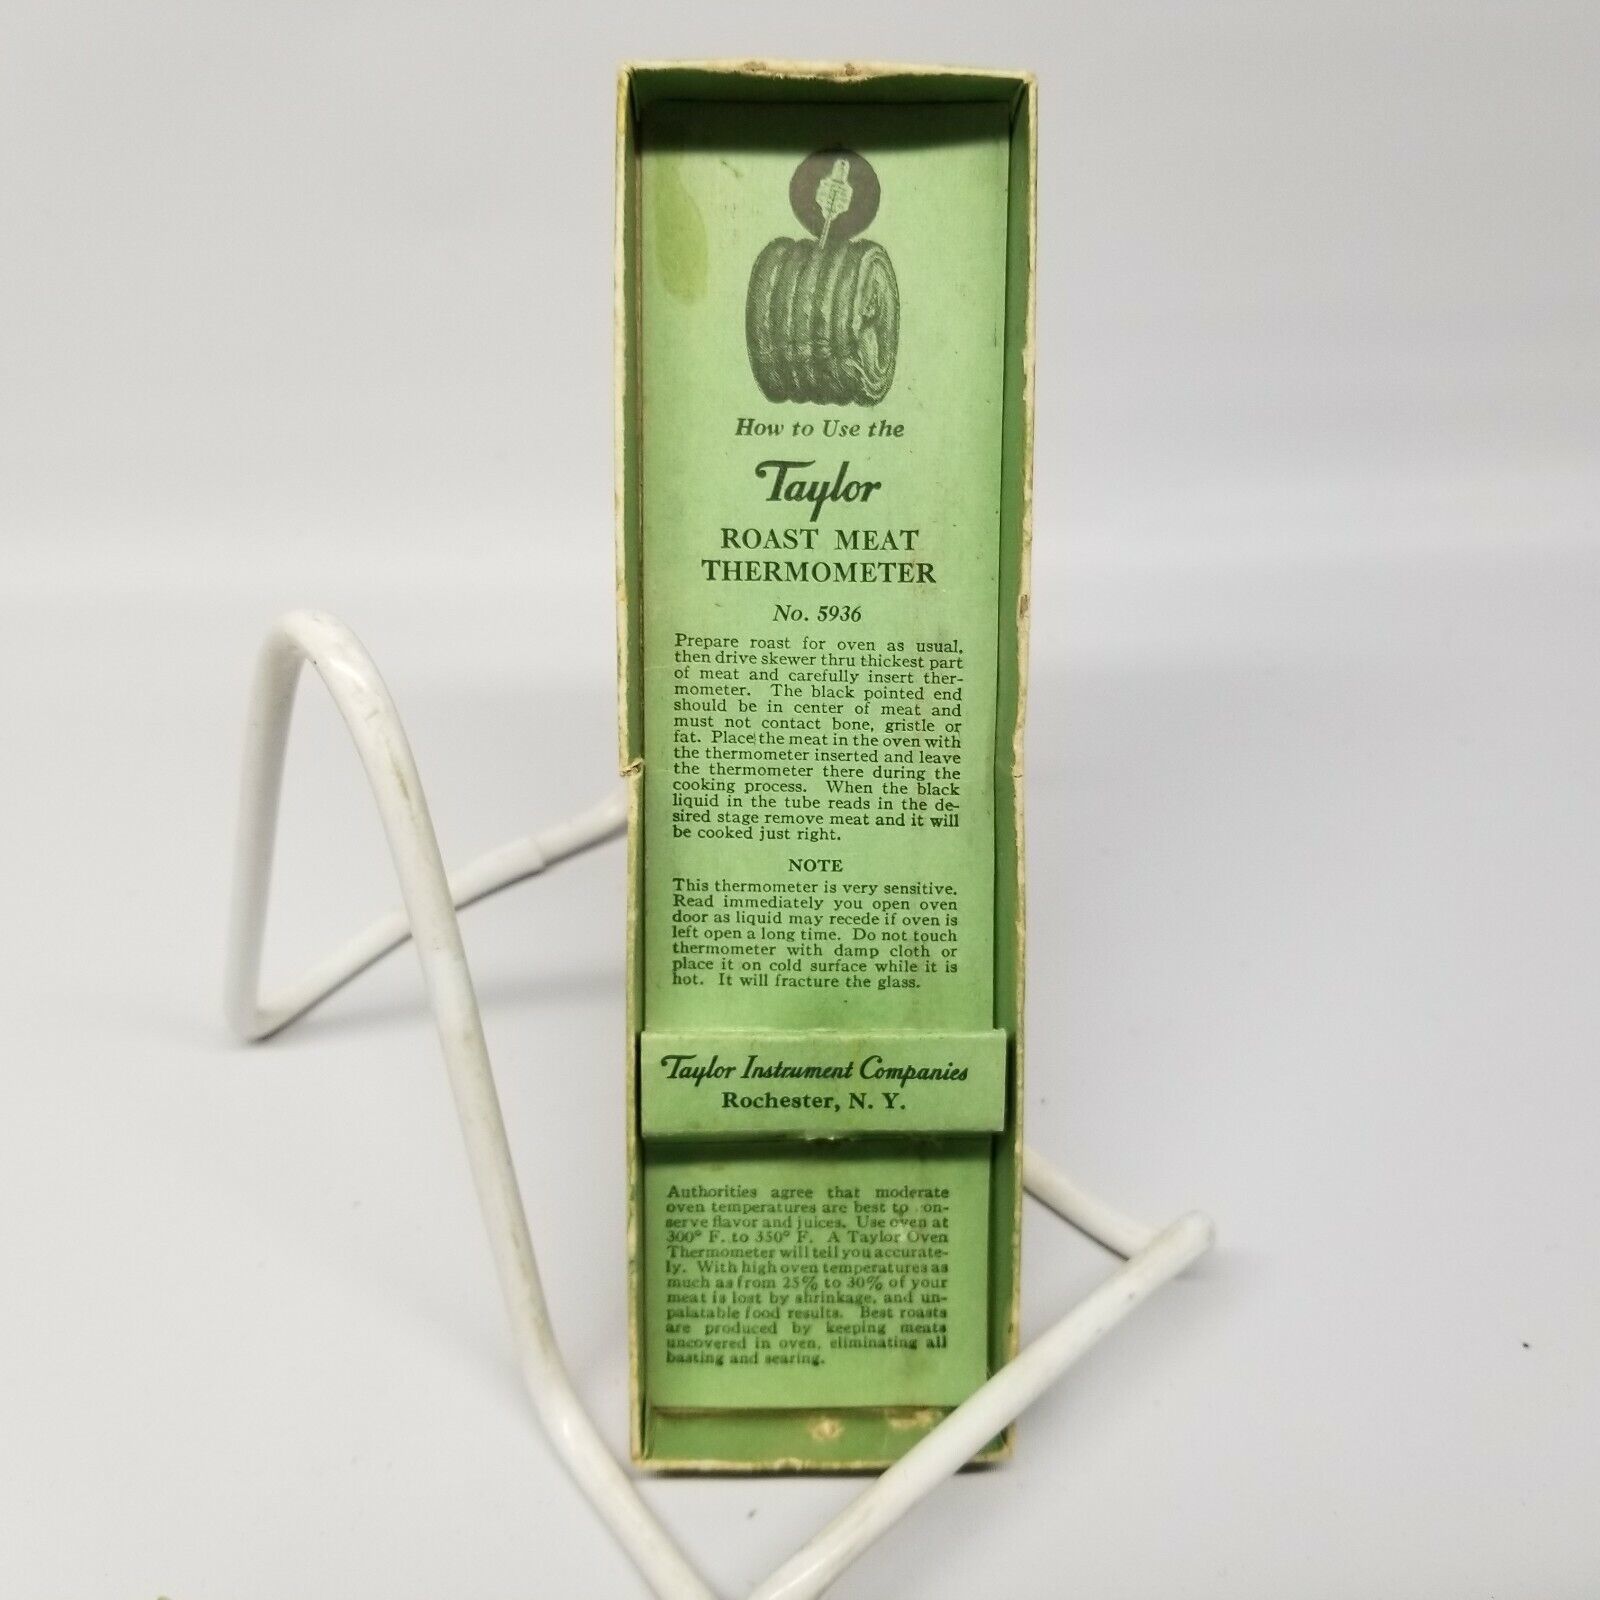 How to Use the
Taylor
ROAST MEAT
THERMOMETER
No. 5936
Prepare roast for oven as usual,
then drive skewer thru thickest part
of meat and carefully insert ther-
mometer. The black pointed end
should be in center of meat and
must not contact bone, gristle or
fat. Place the meat in the oven with
the thermometer inserted and leave
the thermometer there during the
cooking process. When the black
liquid in the tube reads in the de-
sired stage remove meat and it will
be cooked just right.
NOTE
This thermometer is very sensitive.
Read immediately you open oven
door as liquid may recede if oven is
left open a long time. Do not touch
thermometer with damp cloth or
place it on cold surface while it is
hot. It will fracture the glass.
Taylor Instrument Companies
Rochester, N. Y.
Authorities agree that moderate
oven temperatures are best to con-
serve flavor and juices. Use oven at
300° F. to 350° F. A Taylor Oven
Thermometer will tell you accurate-
ly. With high oven temperatures as
much as from 25% to 30% of your
meat is lost by shrinkage, and un-
palatable food results. Best roasts
are produced by keeping meats
uncovered in oven, eliminating all
basting and searing.